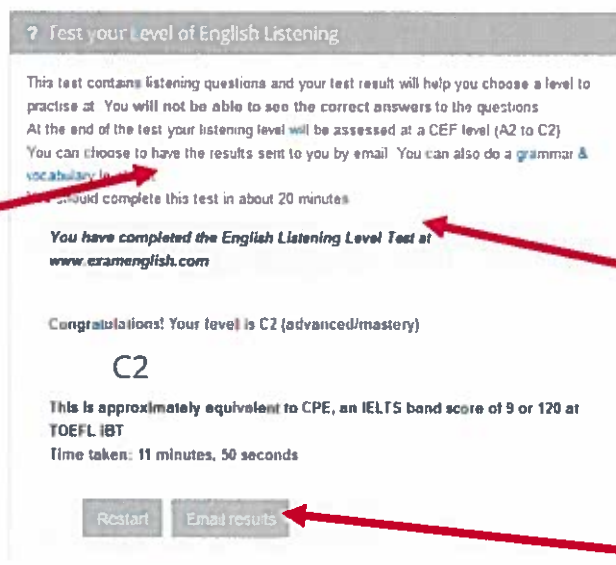 ? Test your Level of English Listening
This test contains listening questions and your test result will help you choose a level to
practise at You will not be able to see the correct answers to the questions
At the end of the test your listening level will be assessed at a CEF level (A2 to C2)
You can choose to have the results sent to you by email You can also do a grammar &
vocabulary
should complete this test in about 20 minutes
You have completed the English Listening Level Test at
www.examenglish.com
Congratulations! Your level is C2 (advanced/mastery)
C2
This is approximately equivalent to CPE, an IELTS band score of 9 or 120 at
TOEFL iBT
Time taken: 11 minutes, 50 seconds
Restart Email results